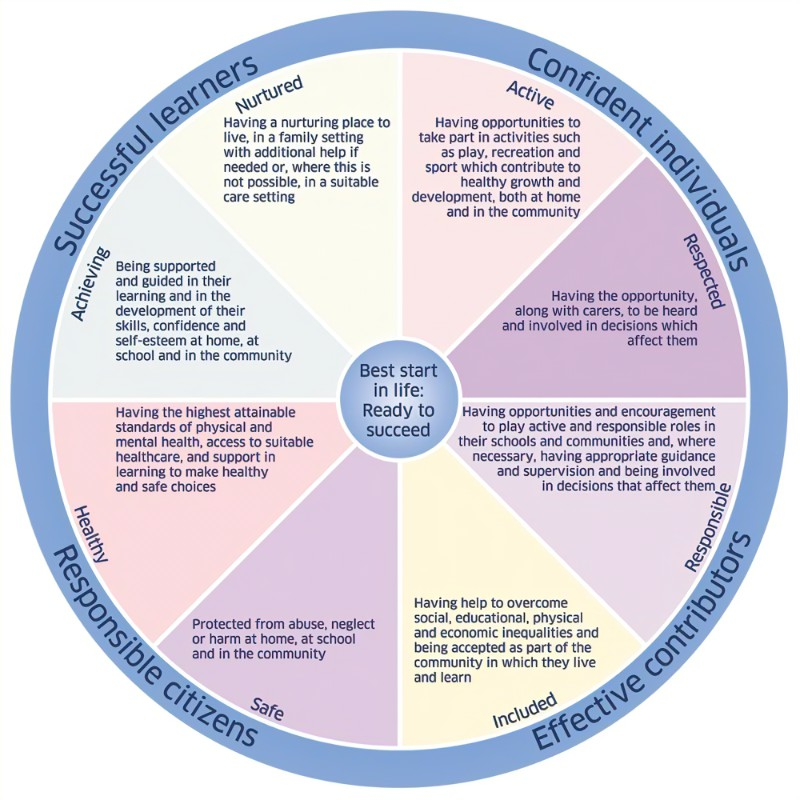 Successful learners
Confident individuals
Nurtured
Having a nurturing place to
live, in a family setting
with additional help if
needed or, where this is
not possible, in a suitable
care setting
Active
Having opportunities to
take part in activities such
as play, recreation and
sport which contribute to
healthy growth and
development, both at home
and in the community
Respected
Having the opportunity,
along with carers, to be heard
and involved in decisions which
affect them
Achieving
Being supported
and guided in their
learning and in the
development of their
skills, confidence and
self-esteem at home, at
school and in the community
Best start
in life:
Ready to
succeed
Having the highest attainable
standards of physical and
mental health, access to suitable
healthcare, and support in
learning to make healthy
and safe choices
Healthy
Having opportunities and encouragement
to play active and responsible roles in
their schools and communities and, where
necessary, having appropriate guidance
and supervision and being involved
in decisions that affect them
Responsible
Protected from abuse, neglect
or harm at home, at school
and in the community
Safe
Having help to overcome
social, educational, physical
and economic inequalities and
being accepted as part of the
community in which they live
and learn
Included
Responsible citizens
Effective contributors